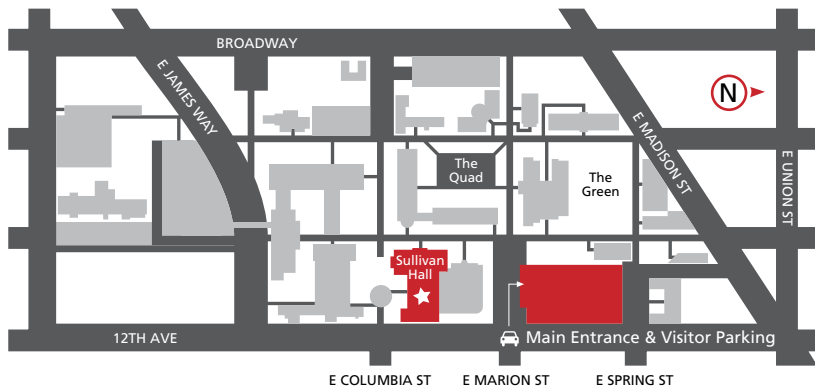 BROADWAY
E JAMES WAY
N
E MADISON ST
The
Quad
The
Green
E UNION ST
Sullivan
Hall
12TH AVE
Main Entrance & Visitor Parking
E COLUMBIA ST
E MARION ST
E SPRING ST